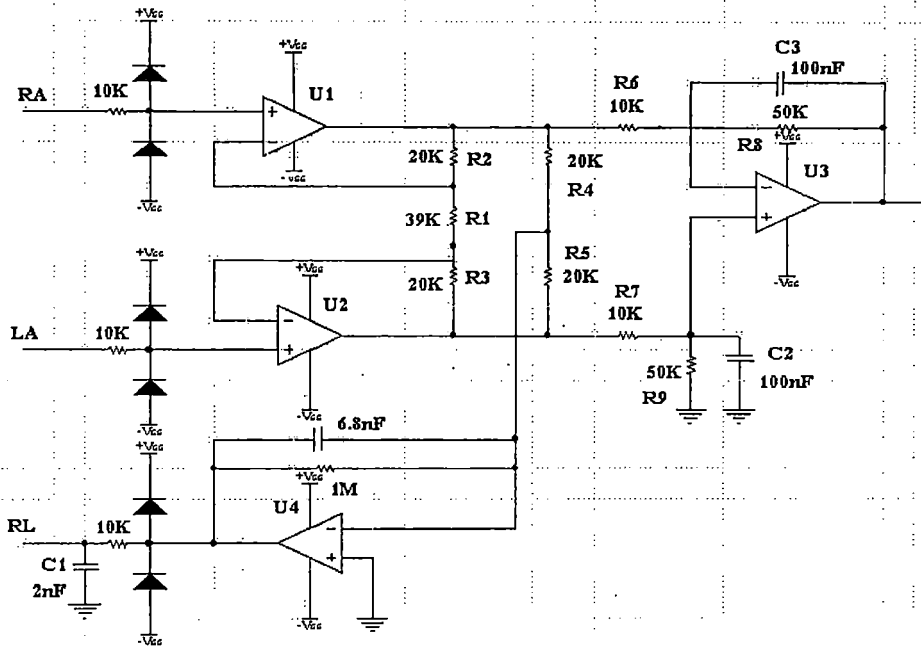 +Vcc
+Vcc
C3
100nF
RA
10K
U1
R6
10K
50K
+Vcc
R8
U3
-Vcc
-Vcc
20K
R2
20K
R4
39K
R1
+Vcc
R5
20K
20K
R3
-Vcc
+Vcc
U2
R7
10K
LA
10K
C2
100nF
50K
R9
-Vcc
-Vcc
6.8nF
+Vcc
1M
+Vcc
U4
RL
10K
C1
2nF
-Vcc
-Vcc